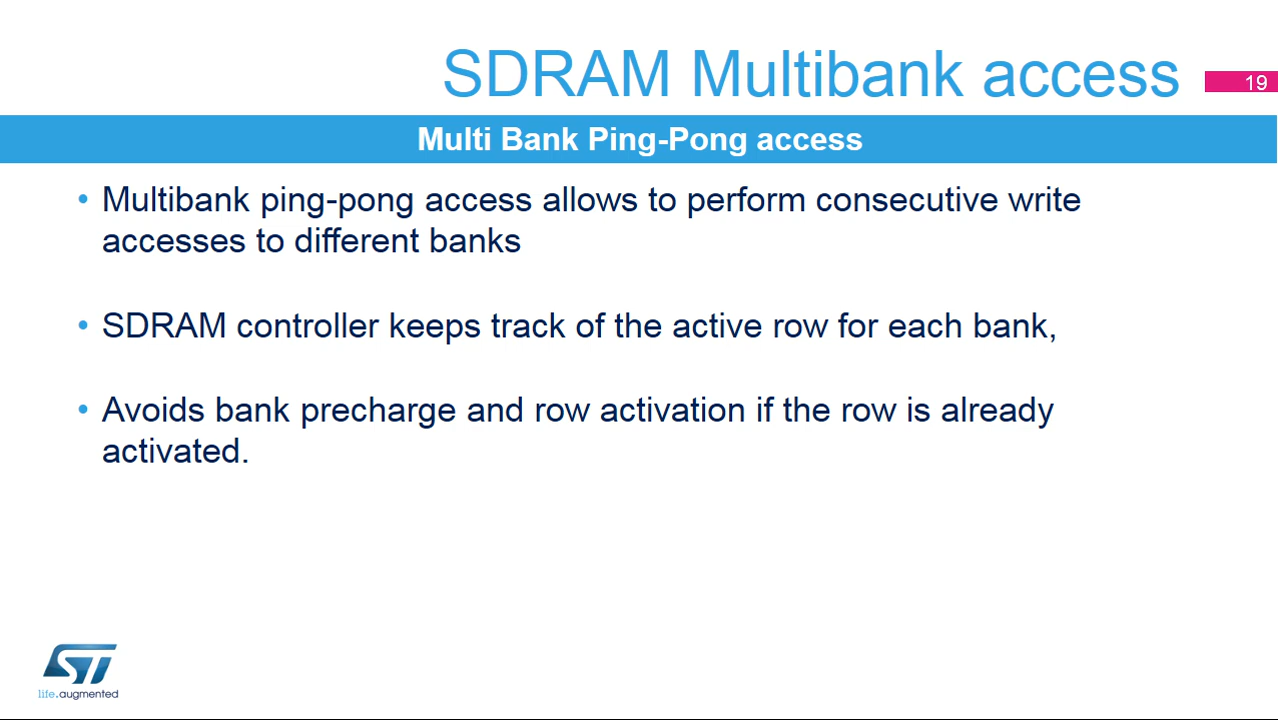 SDRAM Multibank access
19
Multi Bank Ping-Pong access
• Multibank ping-pong access allows to perform consecutive write
accesses to different banks
• SDRAM controller keeps track of the active row for each bank,
• Avoids bank precharge and row activation if the row is already
activated.
ST
life.augmented